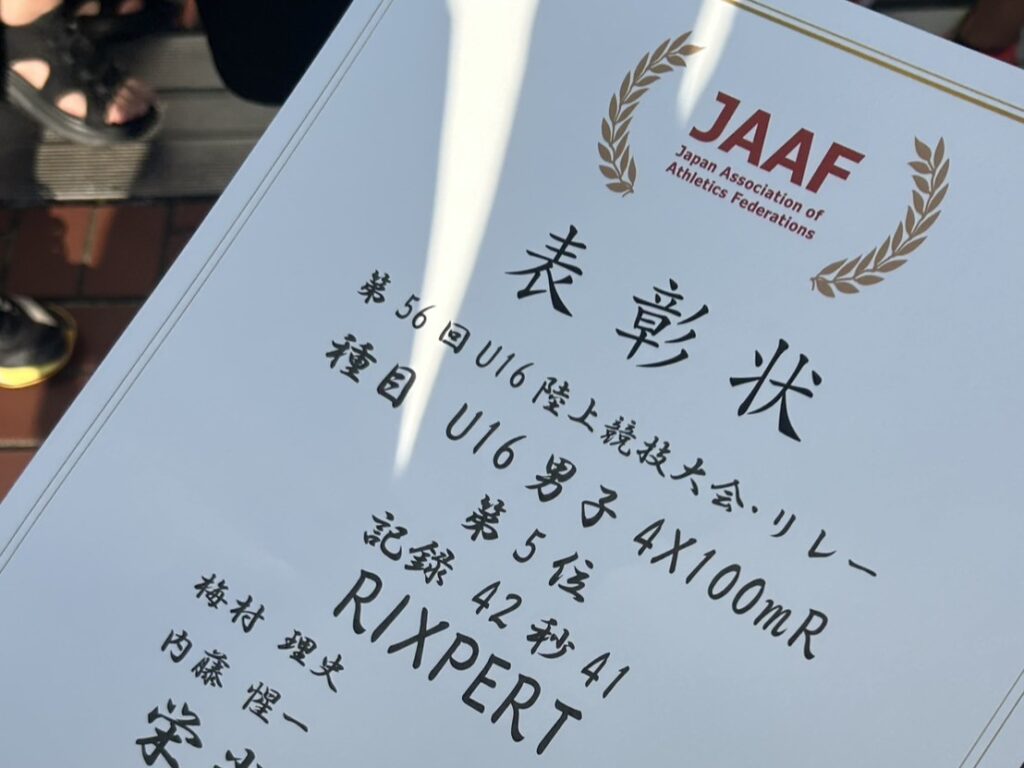 JAAF
Japan Association of
Athletics Federations
表彰状
第56回U16陸上競技大会・リレー
種目 U16男子4X100mR
第5位
記録 42秒41
RIXPERT
梅村 理史
内藤 惺一
栄